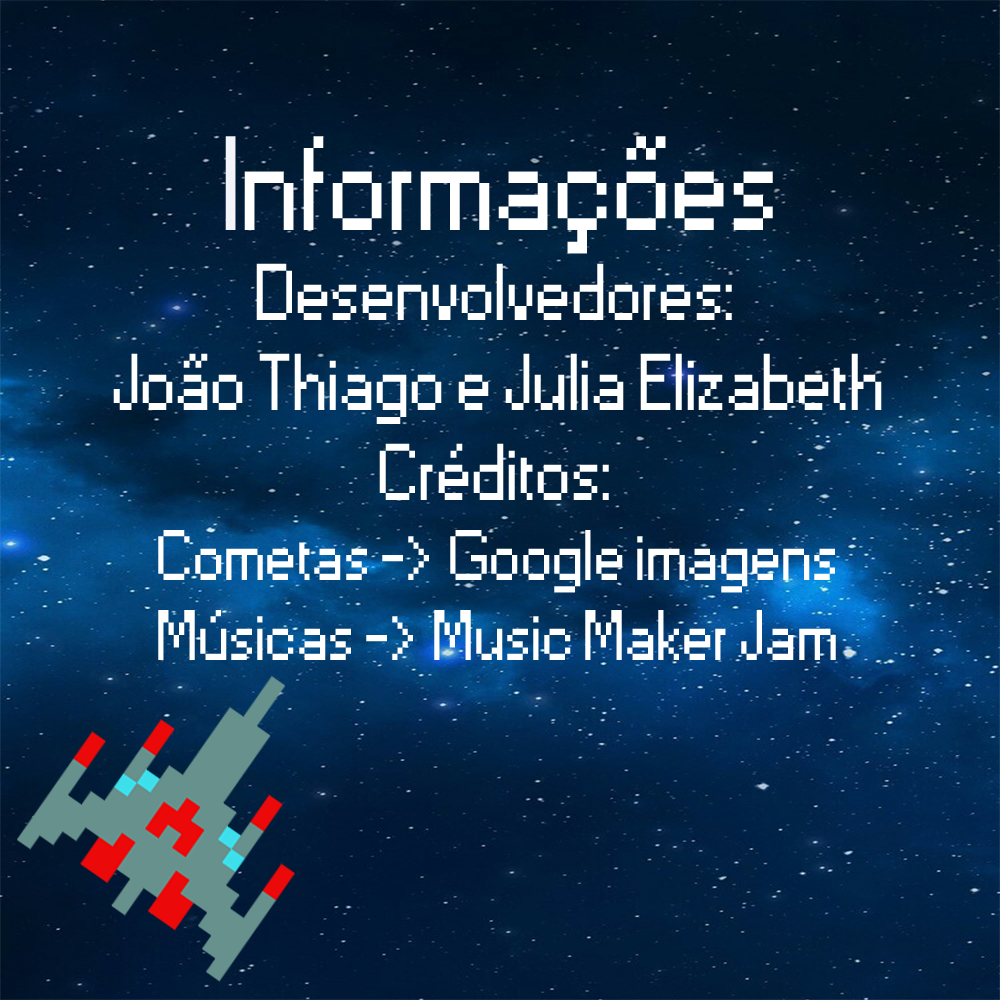 Informações
Desenvolvedores:
João Thiago e Julia Elizabeth
Créditos:
Cometas -> Google imagens
Músicas -> Music Maker Jam